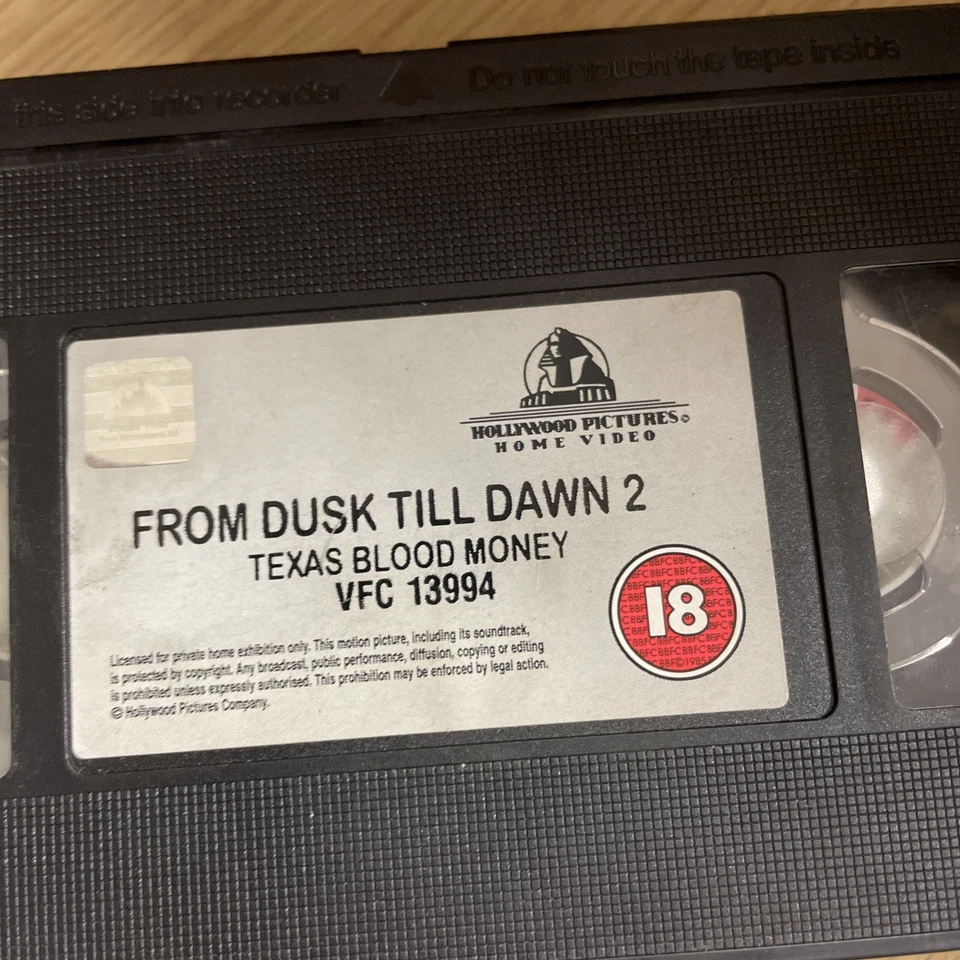 this side into recorder
Do not touch the tape inside
HOLLYWOOD PICTURES
HOME VIDEO
FROM DUSK TILL DAWN 2
TEXAS BLOOD MONEY
VFC 13994
18
Licensed for private home exhibition only. This motion picture, including its soundtrack,
is protected by copyright. Any broadcast, public performance, diffusion, copying or editing
is prohibited unless expressly authorised. This prohibition may be enforced by legal action.
© Hollywood Pictures Company.